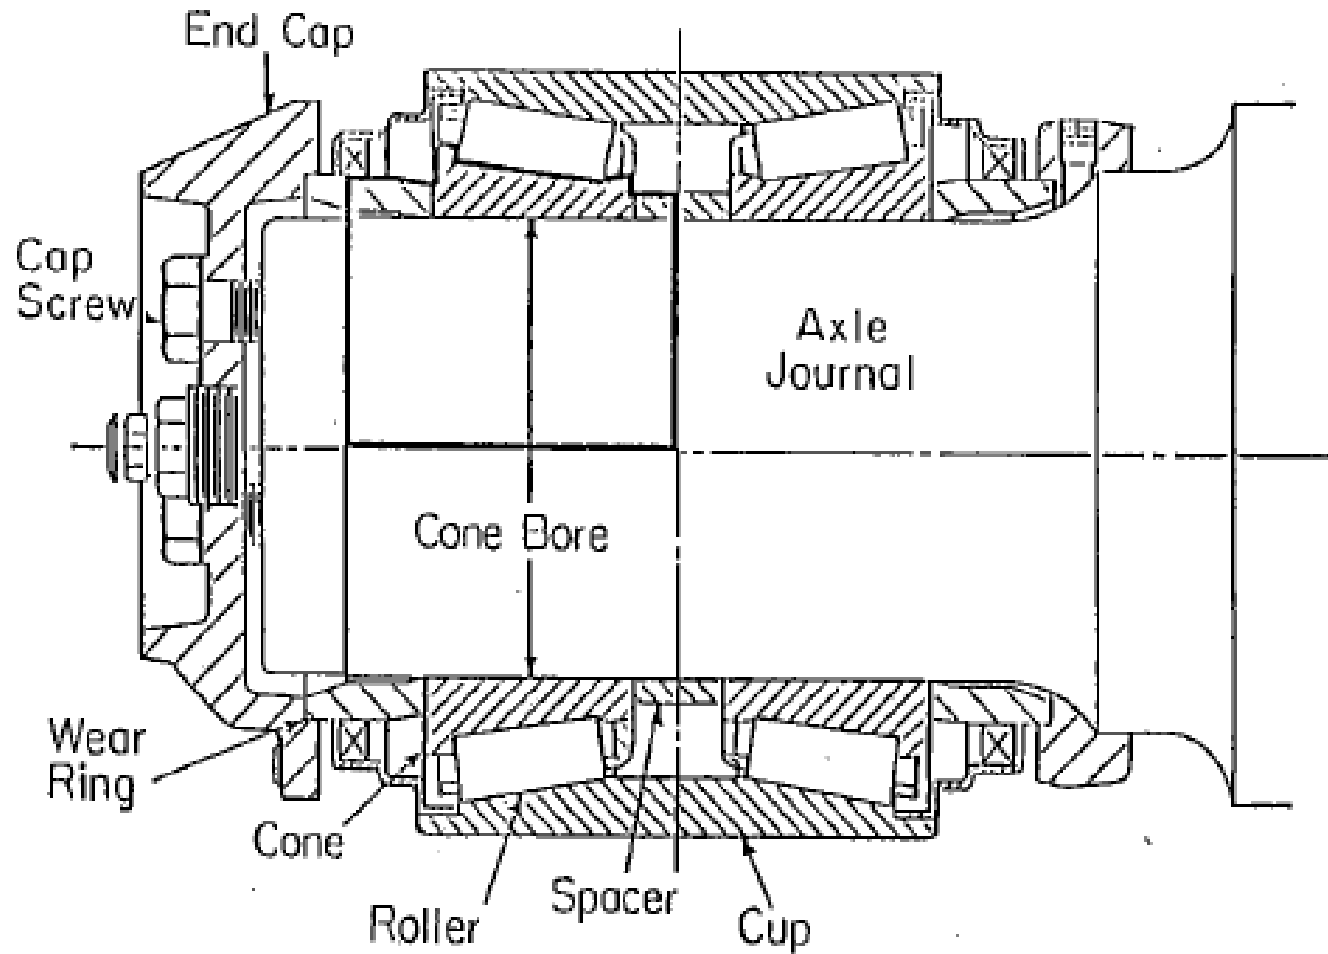 End Cap
Cap
Screw
Axle
Journal
Cone Bore
Wear
Ring
Cone
Roller
Spacer
Cup